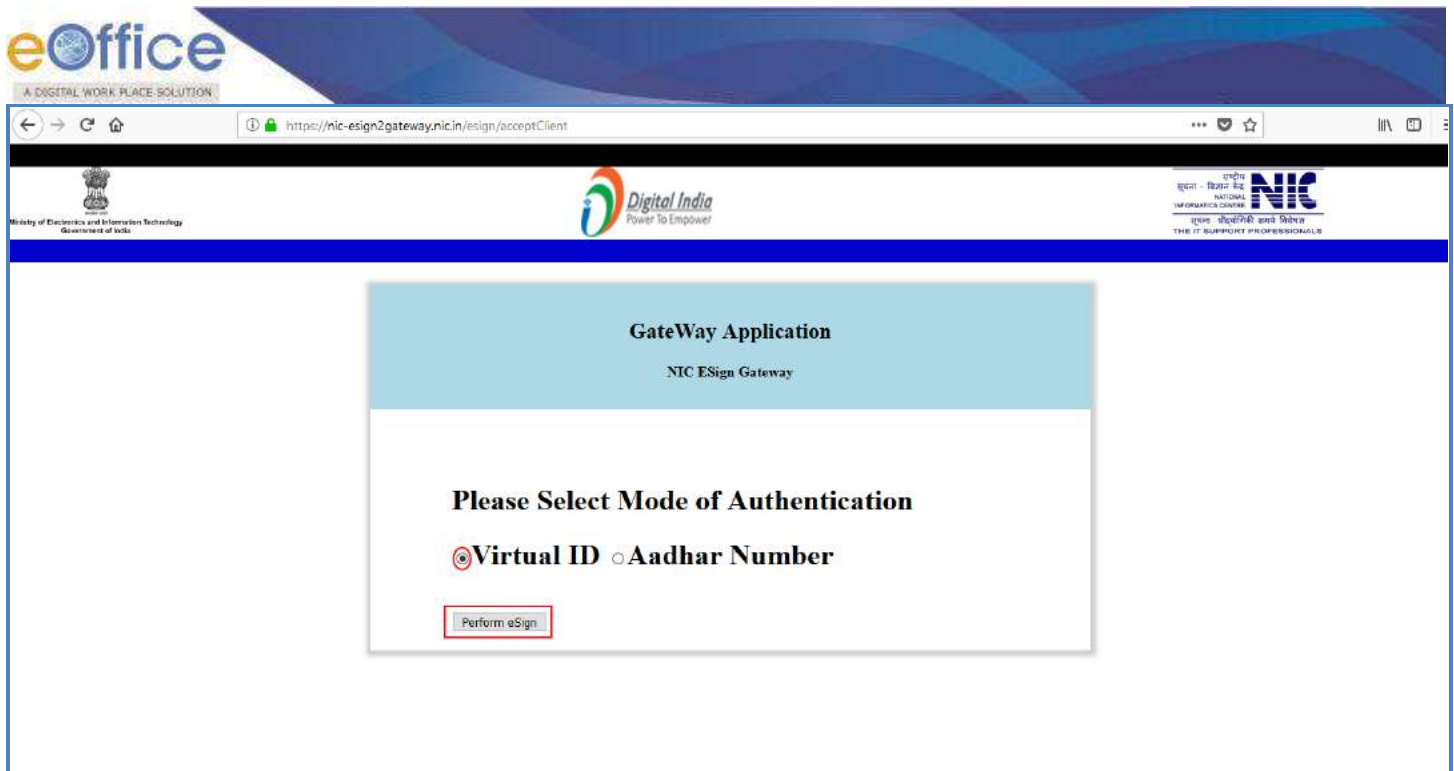 eOffice
A DIGITAL WORK PLACE SOLUTION
https://nic-esign2gateway.nic.in/esign/acceptClient
Ministry of Electronics and Information Technology
Government of India
Digital India
Power To Empower
राष्ट्रीय
सूचना - विज्ञान केंद्र
NATIONAL
INFORMATICS CENTRE
NIC
THE IT SUPPORT PROFESSIONALS
GateWay Application
NIC ESign Gateway
Please Select Mode of Authentication
Virtual ID Aadhar Number
Perform eSign